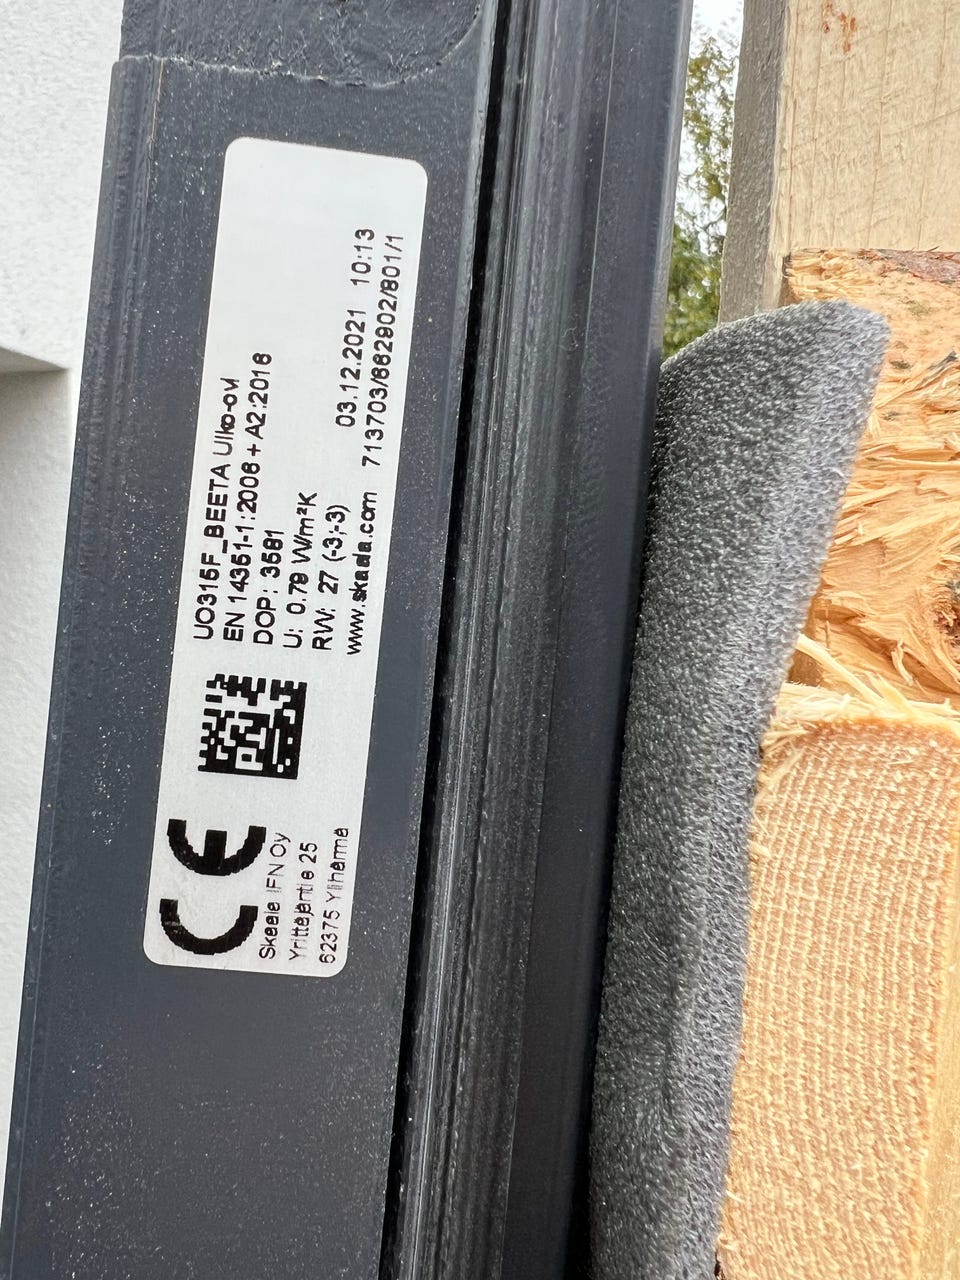 CE
Skaala IFN Oy
Yrittäjäntie 25
62375 Ylihärmä
UO315F_BEETA Ulko-ovi
EN 14351-1:2006 + A2:2016
DOP: 3581
U: 0.79 W/m²K
RW: 27 (-3;-3)
03.12.2021 10:13
www.skaala.com 713703/662902/801/1